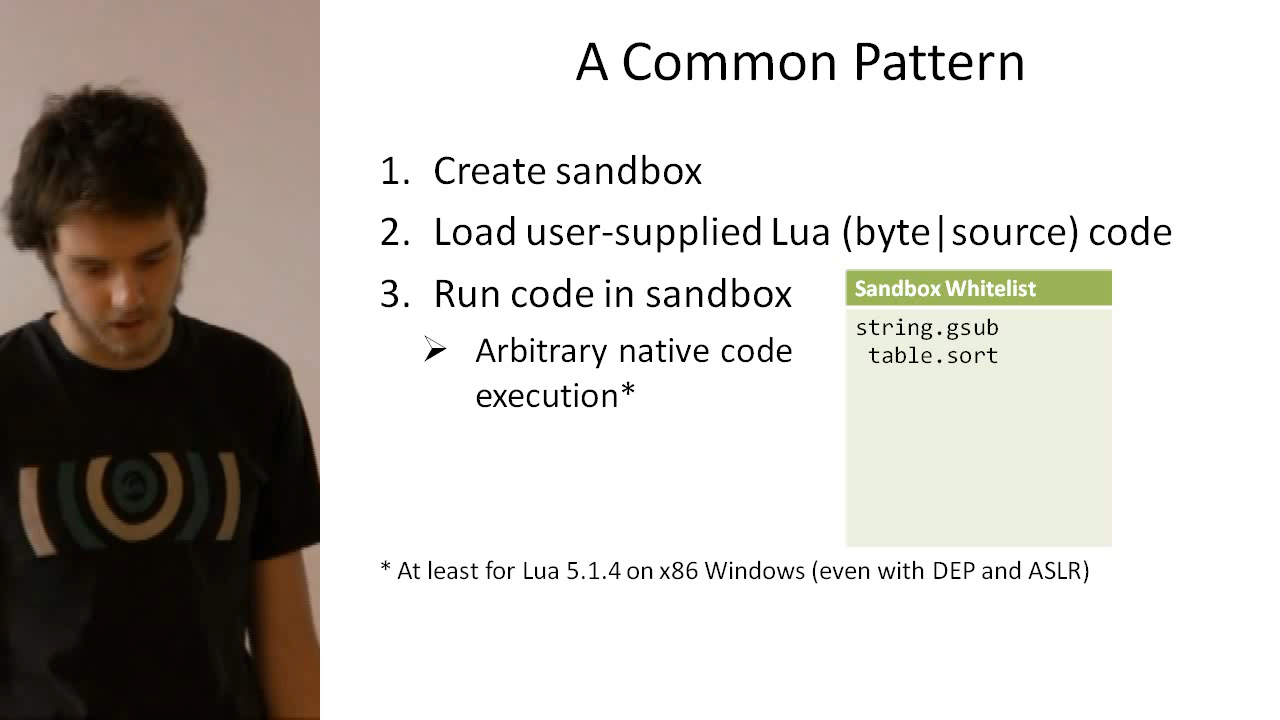 A Common Pattern
1. Create sandbox
2. Load user-supplied Lua (byte|source) code
3. Run code in sandbox
➢ Arbitrary native code
execution*
Sandbox Whitelist
string.gsub
table.sort
* At least for Lua 5.1.4 on x86 Windows (even with DEP and ASLR)